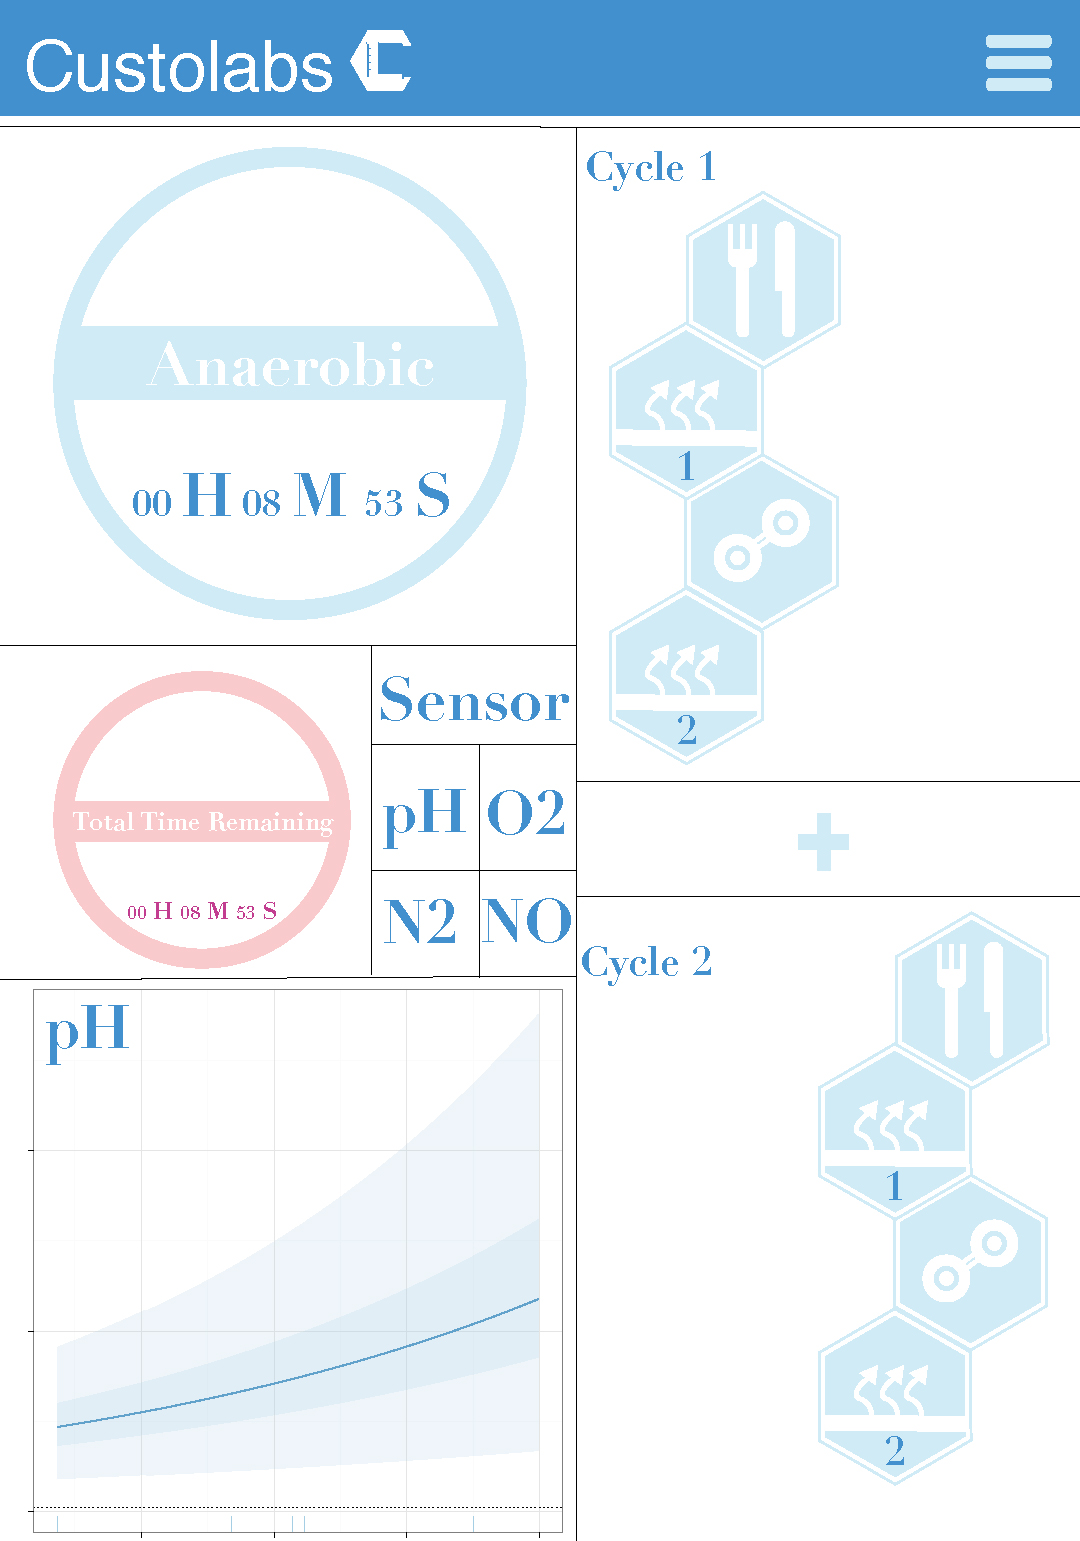 Custolabs
Anaerobic
00 H 08 M 53 S
Total Time Remaining
00 H 08 M 53 S
Sensor
pH O2
N2 NO
pH
Cycle 1
1
2
+
Cycle 2
1
2